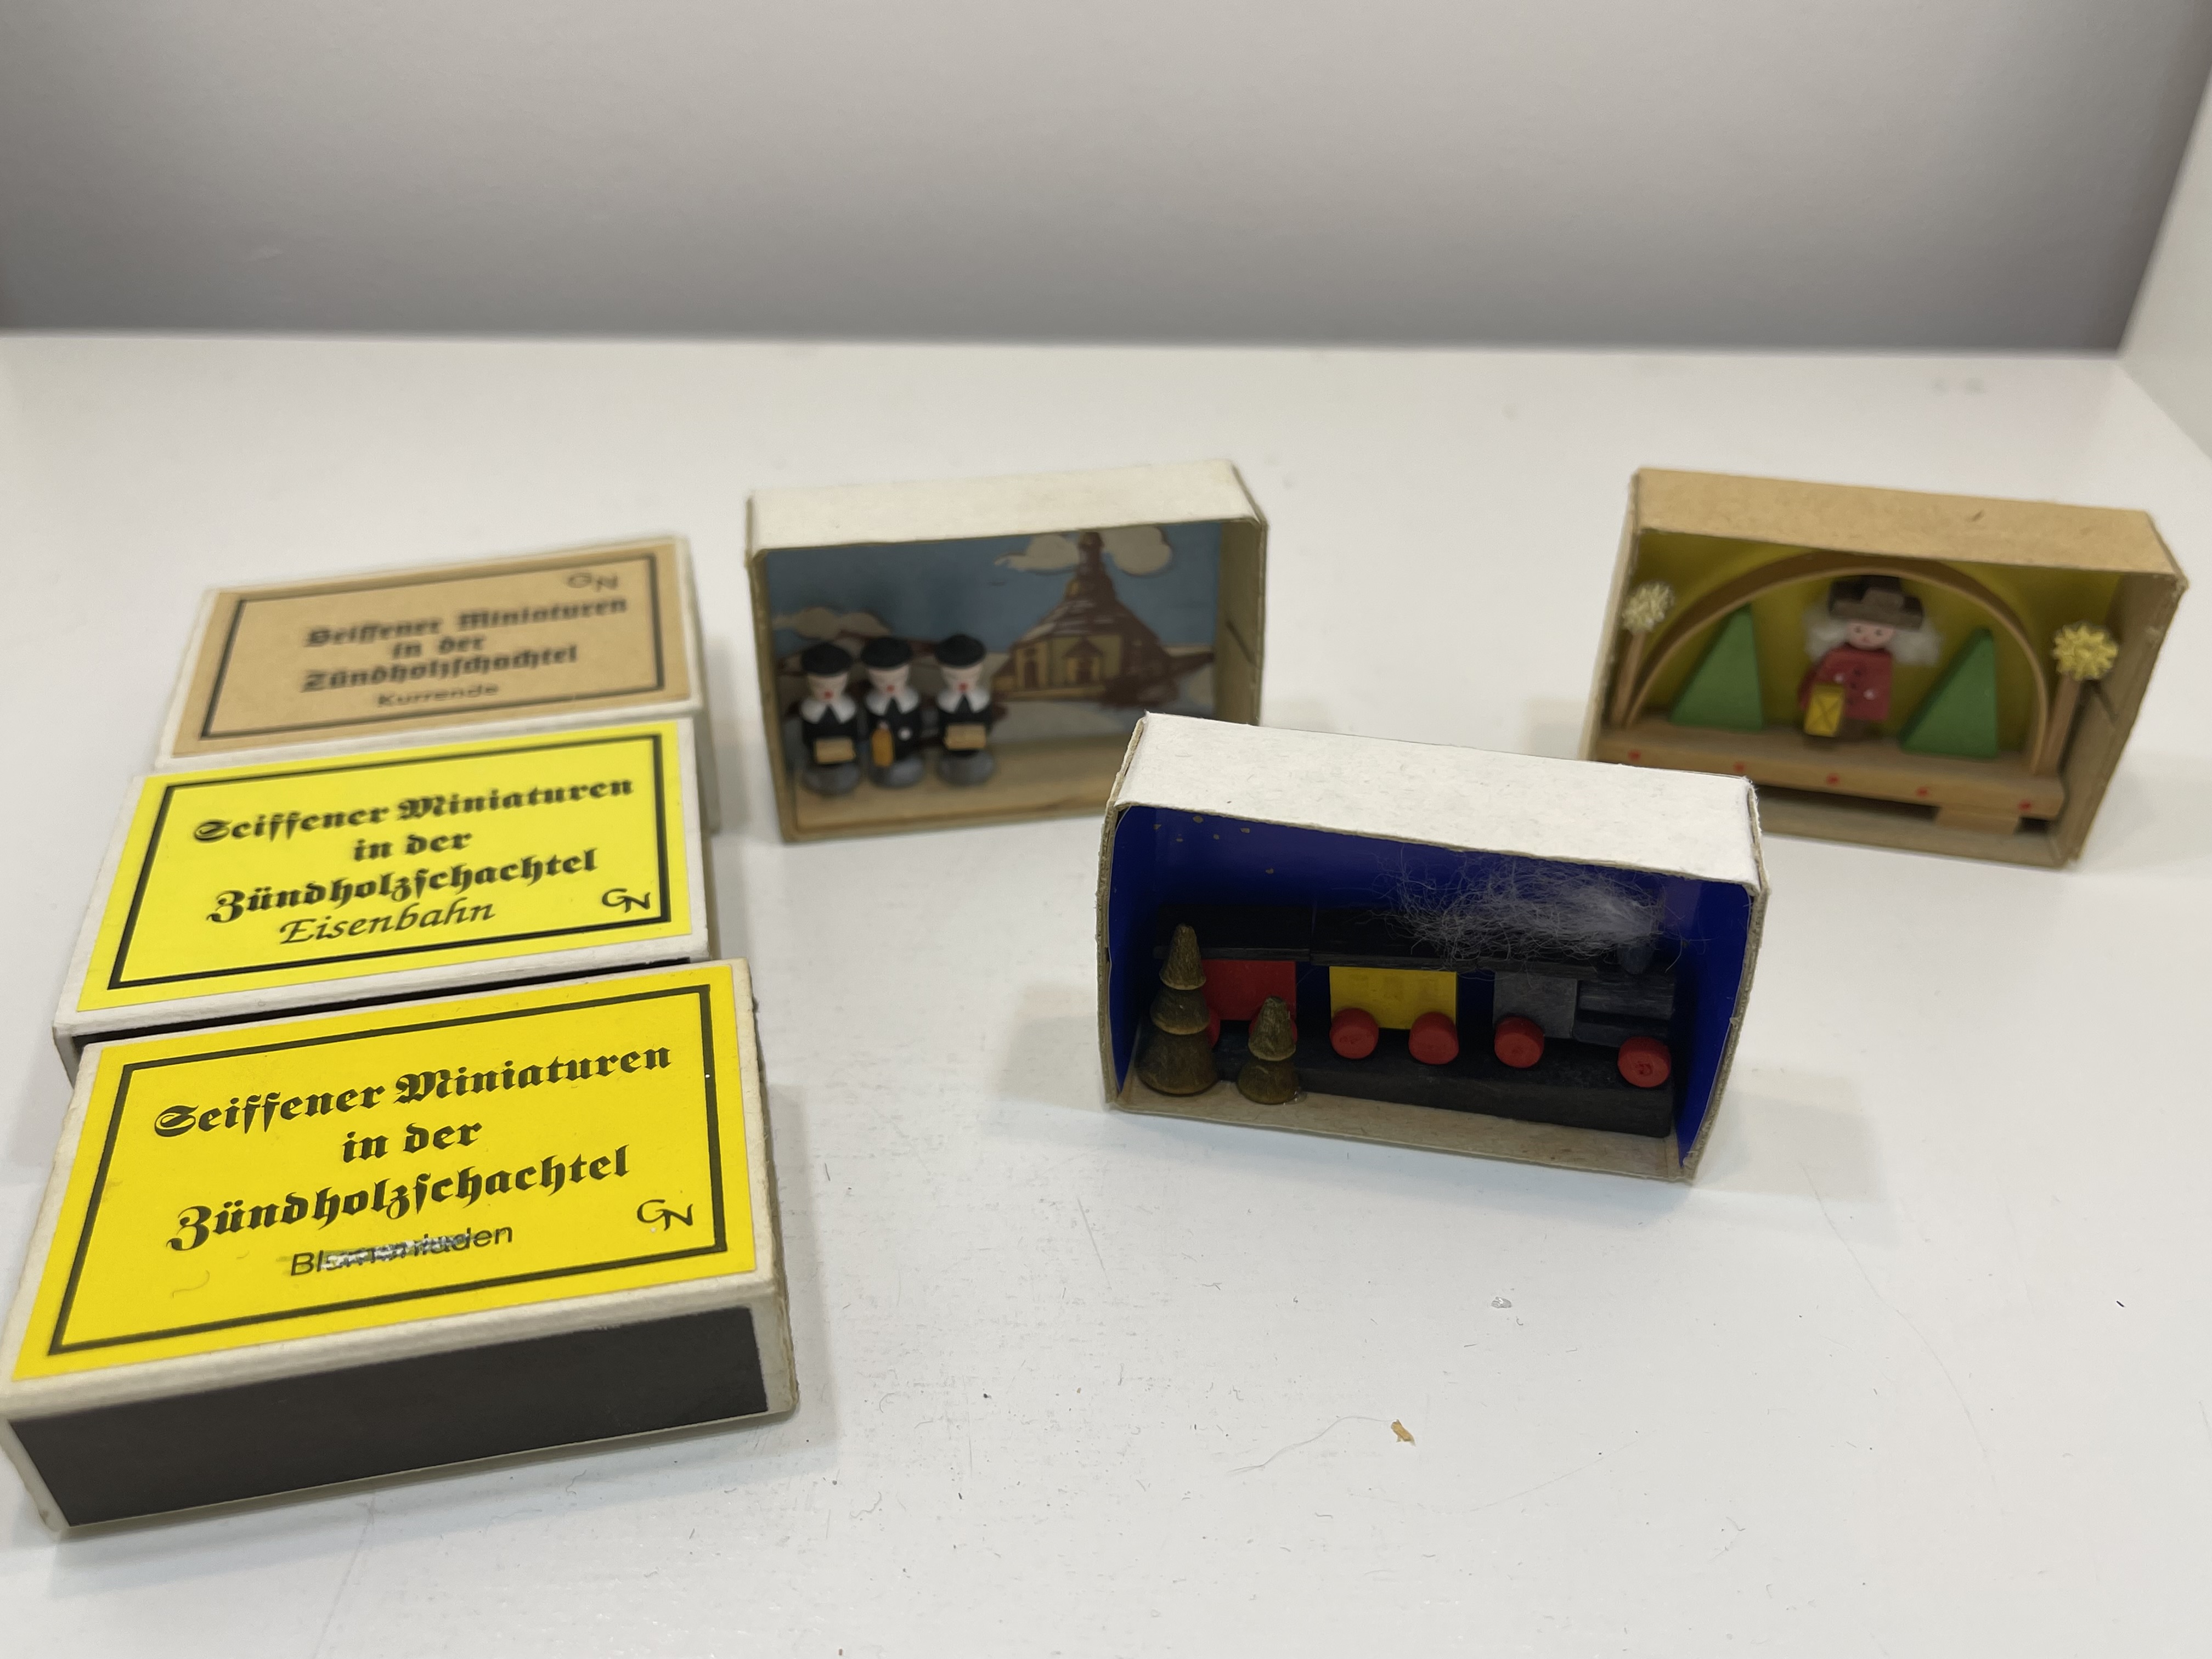 GN
Seiffener Miniaturen
in der
Zündholzſchachtel
Kurrende
Seiffener Miniaturen
in der
Zündholzſchachtel
Eisenbahn
GN
Seiffener Miniaturen
in der
Zündholzſchachtel
Blumenladen
GN